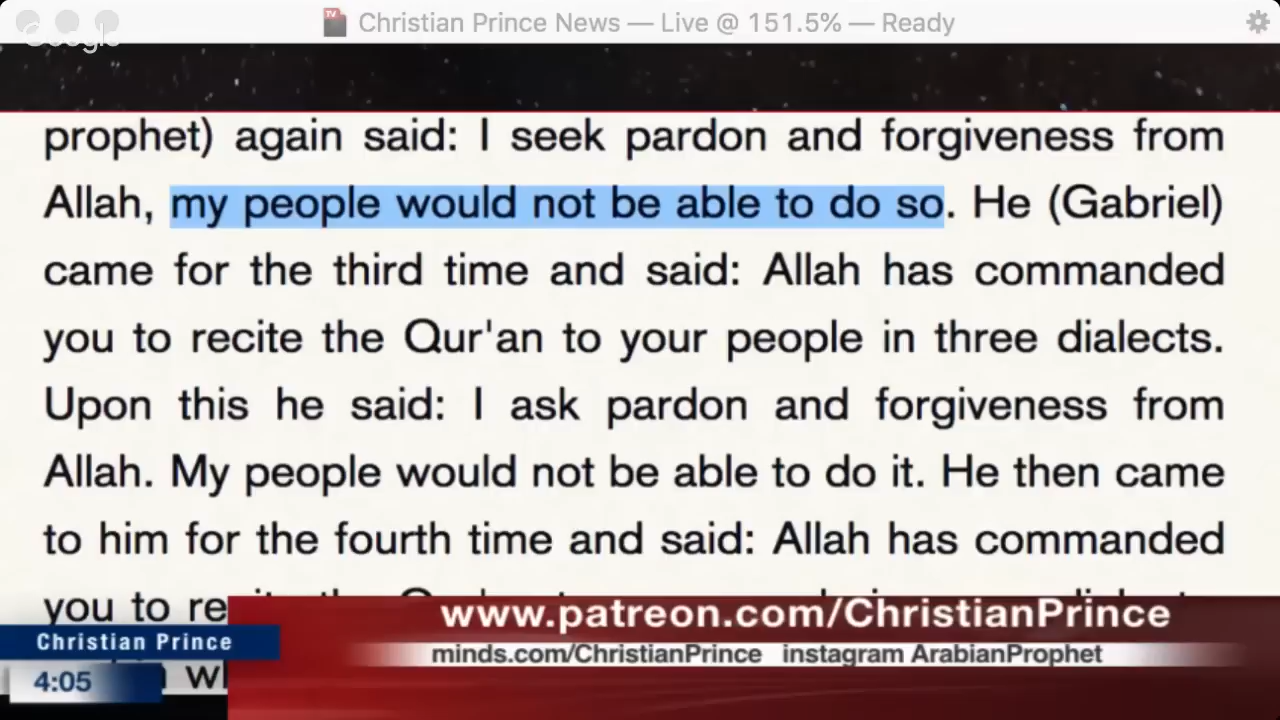 Christian Prince News — Live @ 151.5% — Ready
Google
prophet) again said: I seek pardon and forgiveness from
Allah, my people would not be able to do so. He (Gabriel)
came for the third time and said: Allah has commanded
you to recite the Qur'an to your people in three dialects.
Upon this he said: I ask pardon and forgiveness from
Allah. My people would not be able to do it. He then came
to him for the fourth time and said: Allah has commanded
you to
www.patreon.com/ChristianPrince
Christian Prince
minds.com/ChristianPrince instagram ArabianProphet
4:05